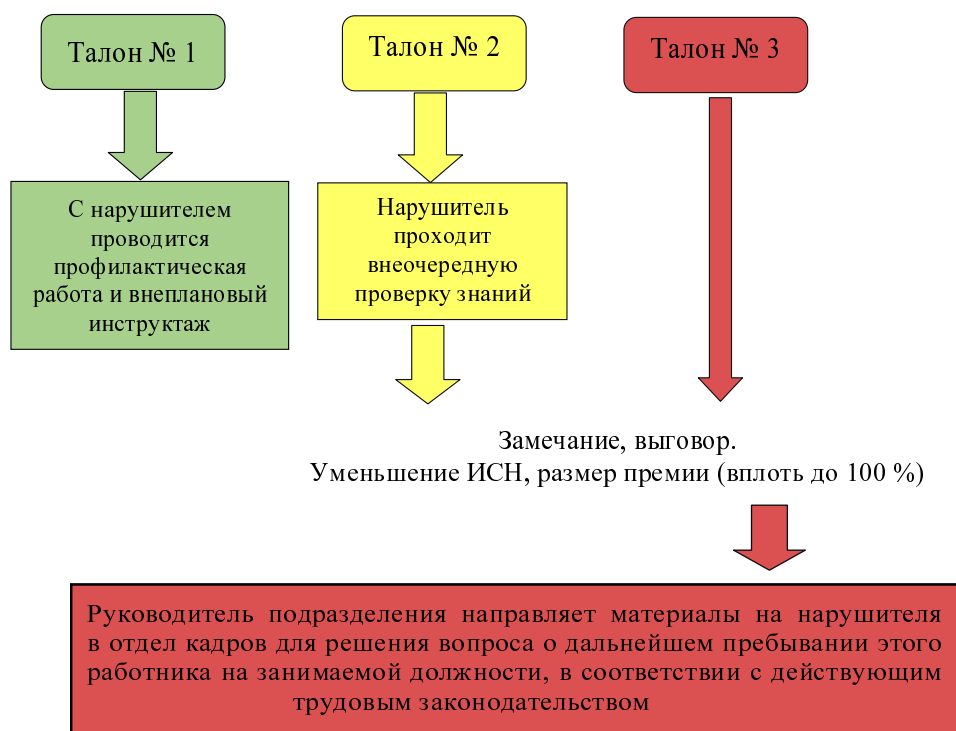 Талон № 1
Талон № 2
Талон № 3
С нарушителем
проводится
профилактическая
работа и внеплановый
инструктаж
Нарушитель
проходит
внеочередную
проверку знаний
Замечание, выговор.
Уменьшение ИСН, размер премии (вплоть до 100 %)
Руководитель подразделения направляет материалы на нарушителя
в отдел кадров для решения вопроса о дальнейшем пребывании этого
работника на занимаемой должности, в соответствии с действующим
трудовым законодательством